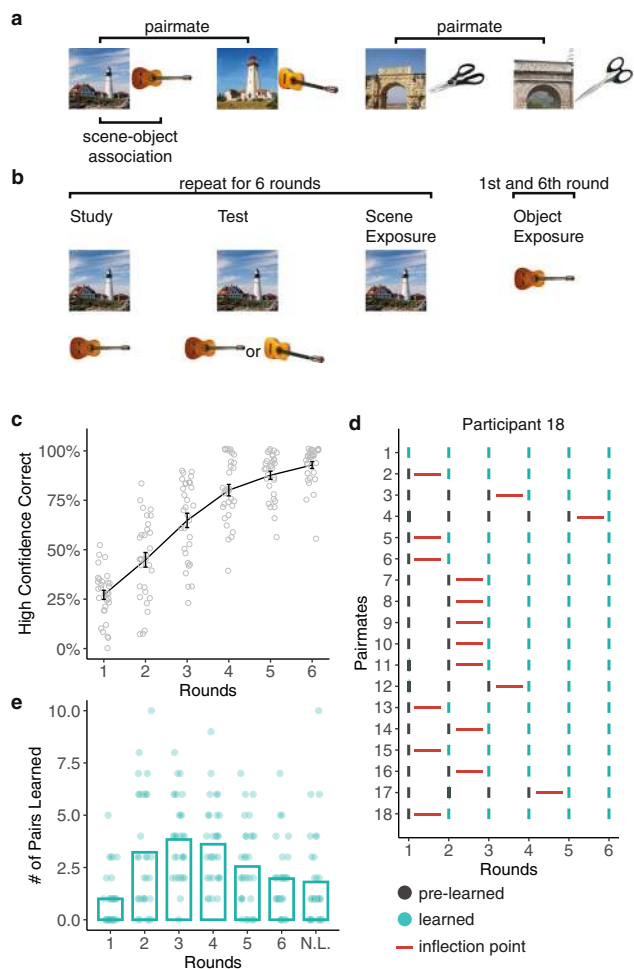 a
pairmate
pairmate
scene-object
association
b
repeat for 6 rounds
1st and 6th round
Study
Test
Scene
Exposure
Object
Exposure
or
c
High Confidence Correct
100%
75%
50%
25%
0%
1 2 3 4 5 6
Rounds
d
Participant 18
Pairmates
1
2
3
4
5
6
7
8
9
10
11
12
13
14
15
16
17
18
1 2 3 4 5 6
Rounds
pre-learned
learned
inflection point
e
# of Pairs Learned
10.0
7.5
5.0
2.5
0.0
1 2 3 4 5 6 N.L.
Rounds